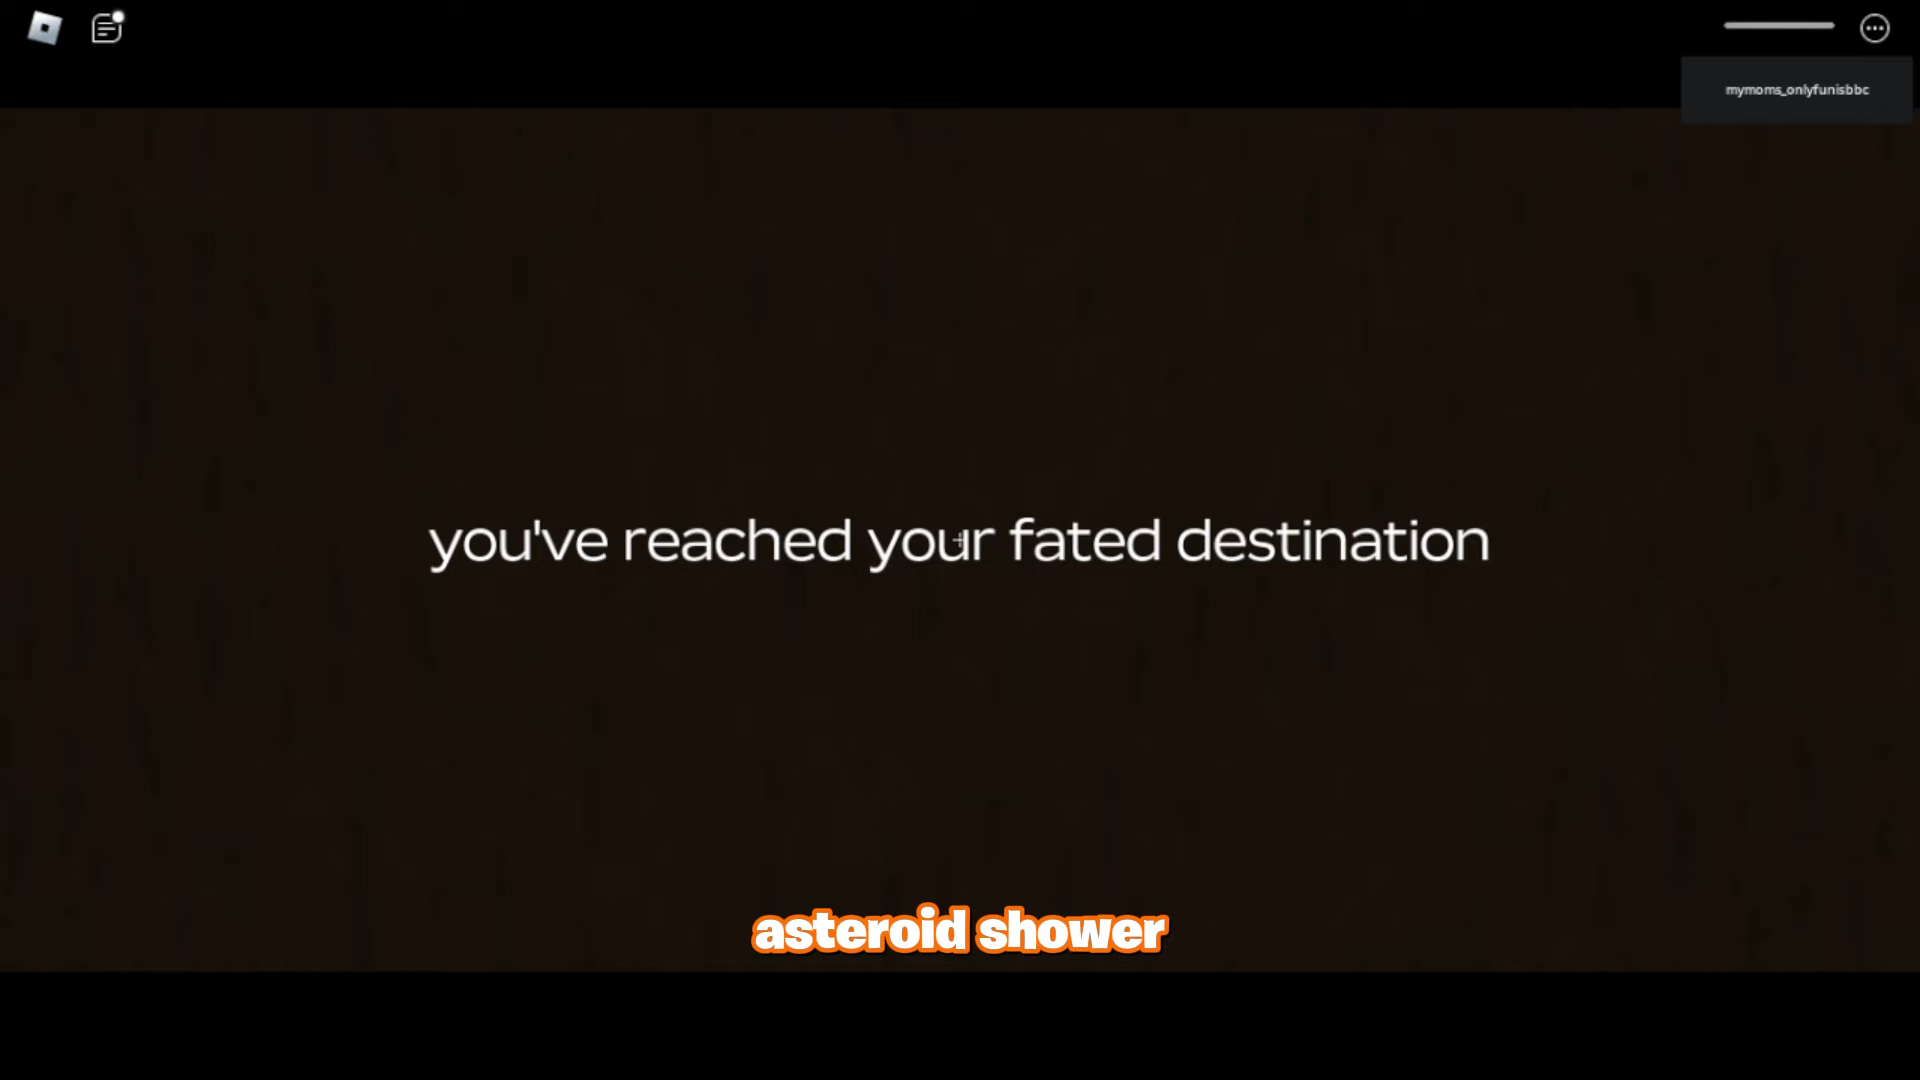 mymoms_onlyfunisbbc
you've reached your fated destination
asteroid shower